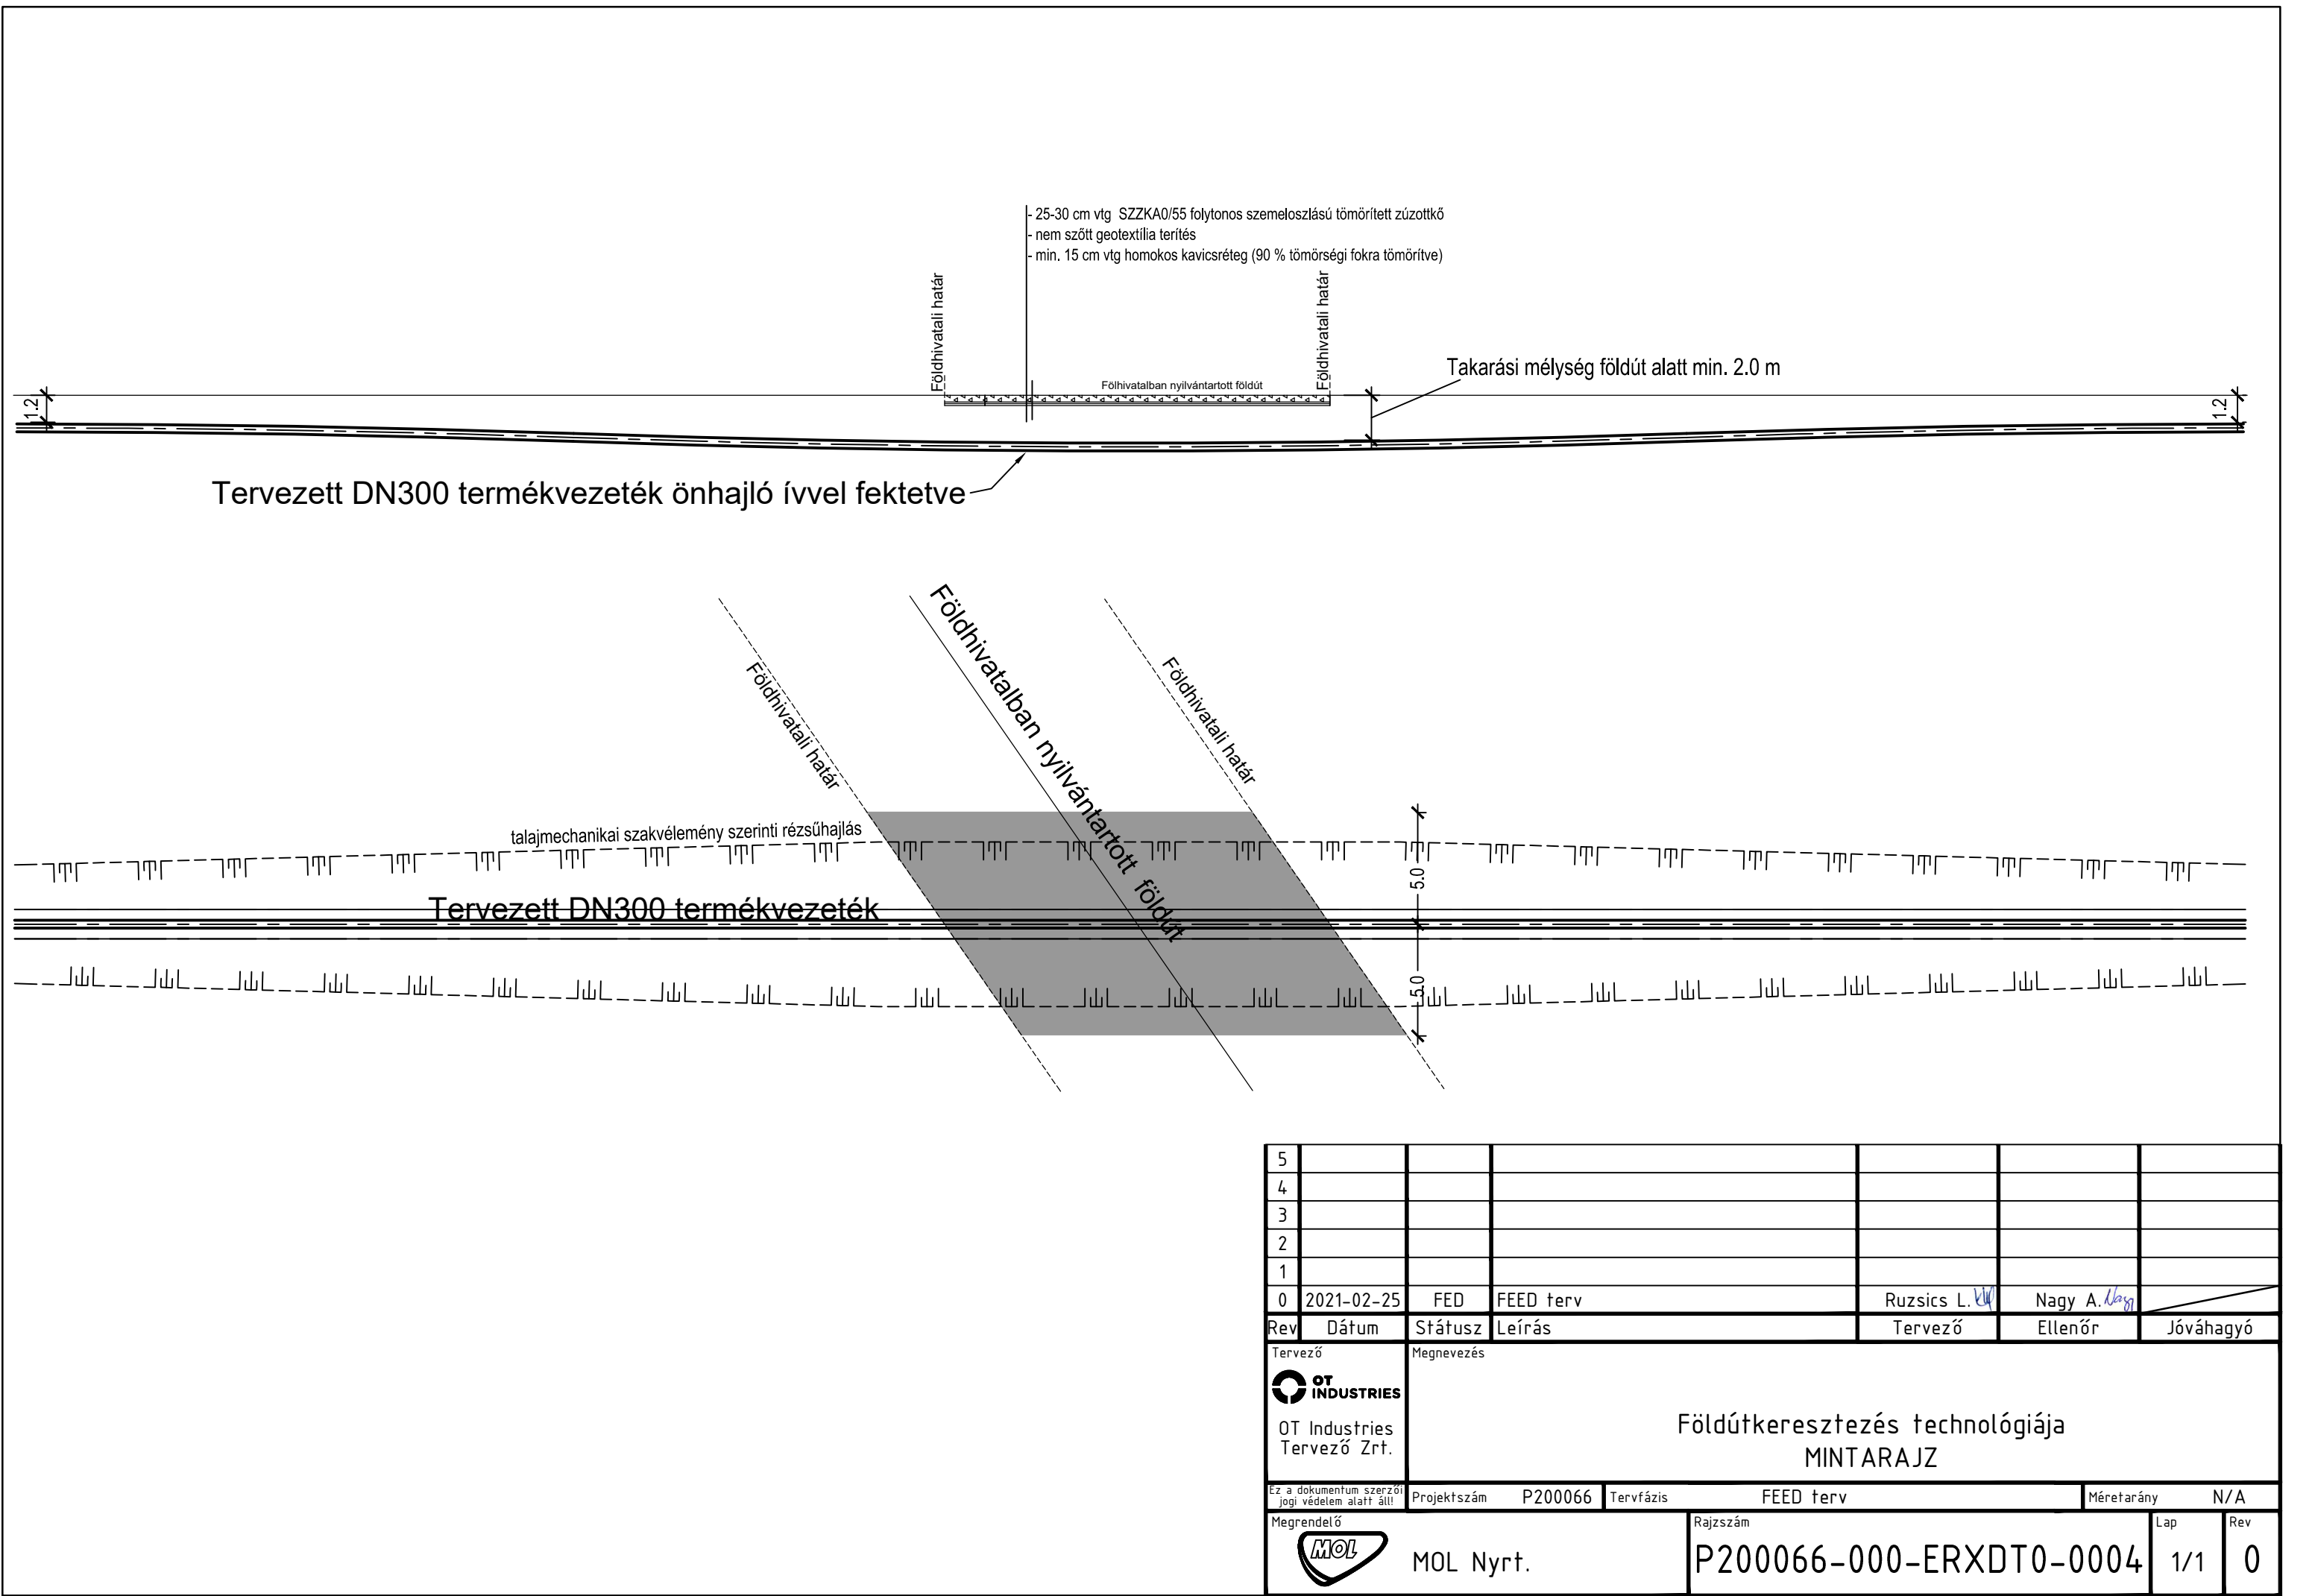 - 25-30 cm vtg SZZKA0/55 folytonos szemeloszlású tömörített zúzottkő
- nem szőtt geotextília terítés
- min. 15 cm vtg homokos kavicsréteg (90 % tömörségi fokra tömörítve)
Földhivatali határ
Földhivatali határ
Takarási mélység földút alatt min. 2.0 m
Fölhivatalban nyilvántartott földút
1.2
1.2
Tervezett DN300 termékvezeték önhajló ívvel fektetve
Földhivatalban nyilvántartott földút
Földhivatali határ
Földhivatali határ
talajmechanikai szakvélemény szerinti rézsűhajlás
5.0
Tervezett DN300 termékvezeték
5.0
5
4
3
2
1
0 2021-02-25 FED FEED terv Ruzsics L. Nagy A. Nagy
Rev Dátum Státusz Leírás Tervező Ellenőr Jóváhagyó
Tervező Megnevezés
OT
INDUSTRIES
OT Industries
Tervező Zrt.
Földútkeresztezés technológiája
MINTARAJZ
Ez a dokumentum szerzői
jogi védelem alatt áll!
Projektszám P200066 Tervfázis FEED terv Méretarány N/A
Megrendelő Rajzszám Lap Rev
MOL
MOL Nyrt. P200066-000-ERXDT0-0004 1/1 0